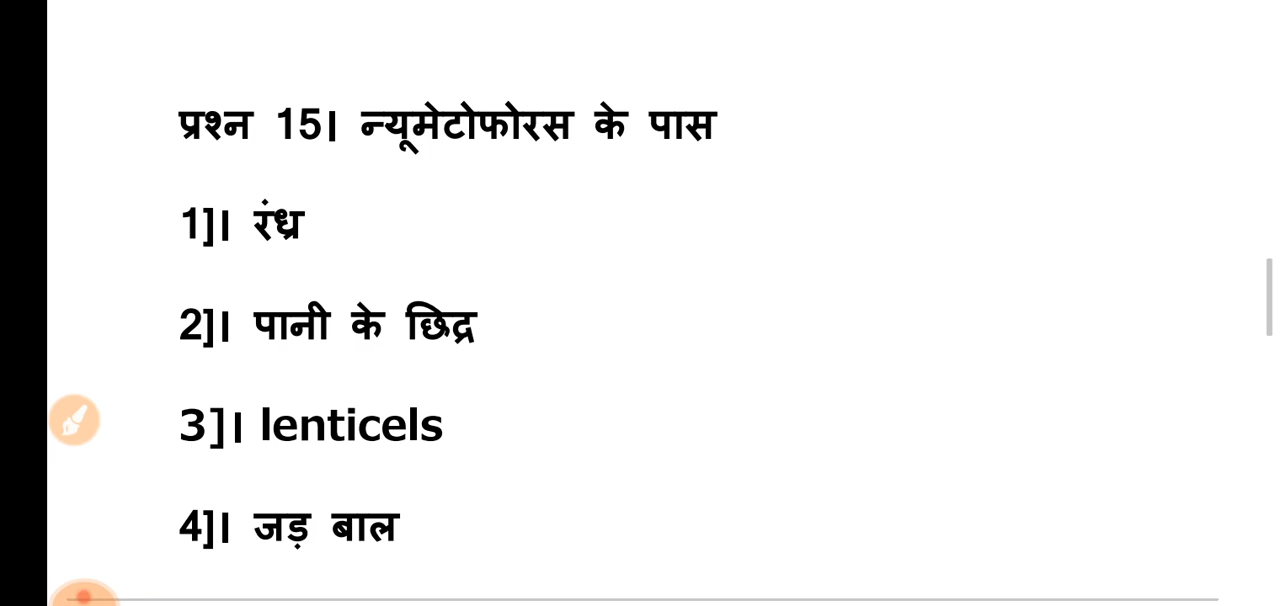 प्रश्न 15। न्यूमेटोफोरस के पास
1]। रंध्र
2]। पानी के छिद्र
3]। lenticels
4]। जड़ बाल